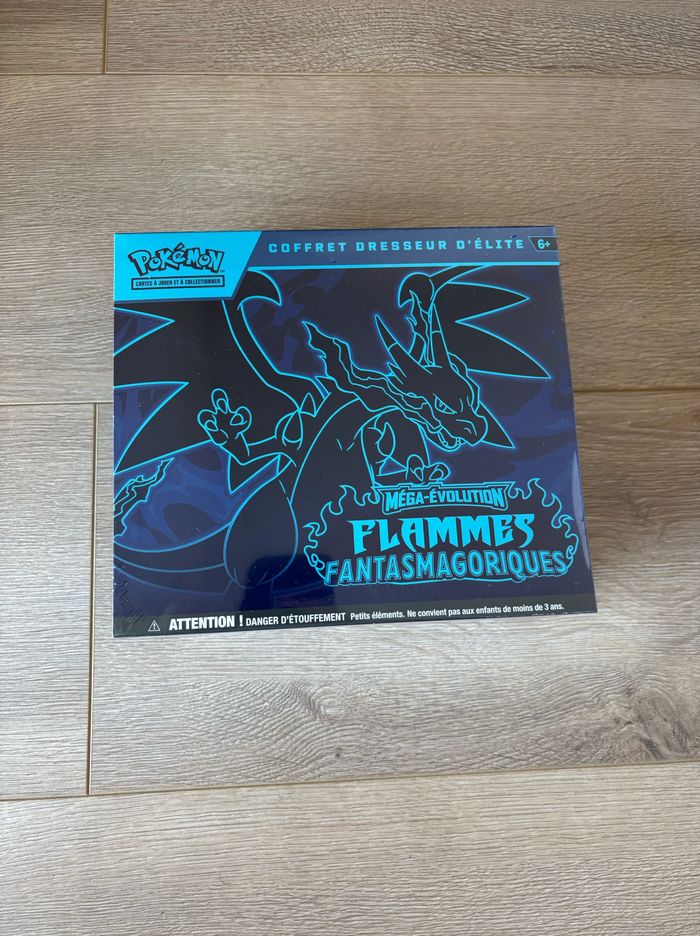 POKéMON
CARTES À JOUER ET À COLLECTIONNER
COFFRET DRESSEUR D'ÉLITE
6+
MÉGA-ÉVOLUTION
FLAMMES
FANTASMAGORIQUES
ATTENTION ! DANGER D'ÉTOUFFEMENT Petits éléments. Ne convient pas aux enfants de moins de 3 ans.